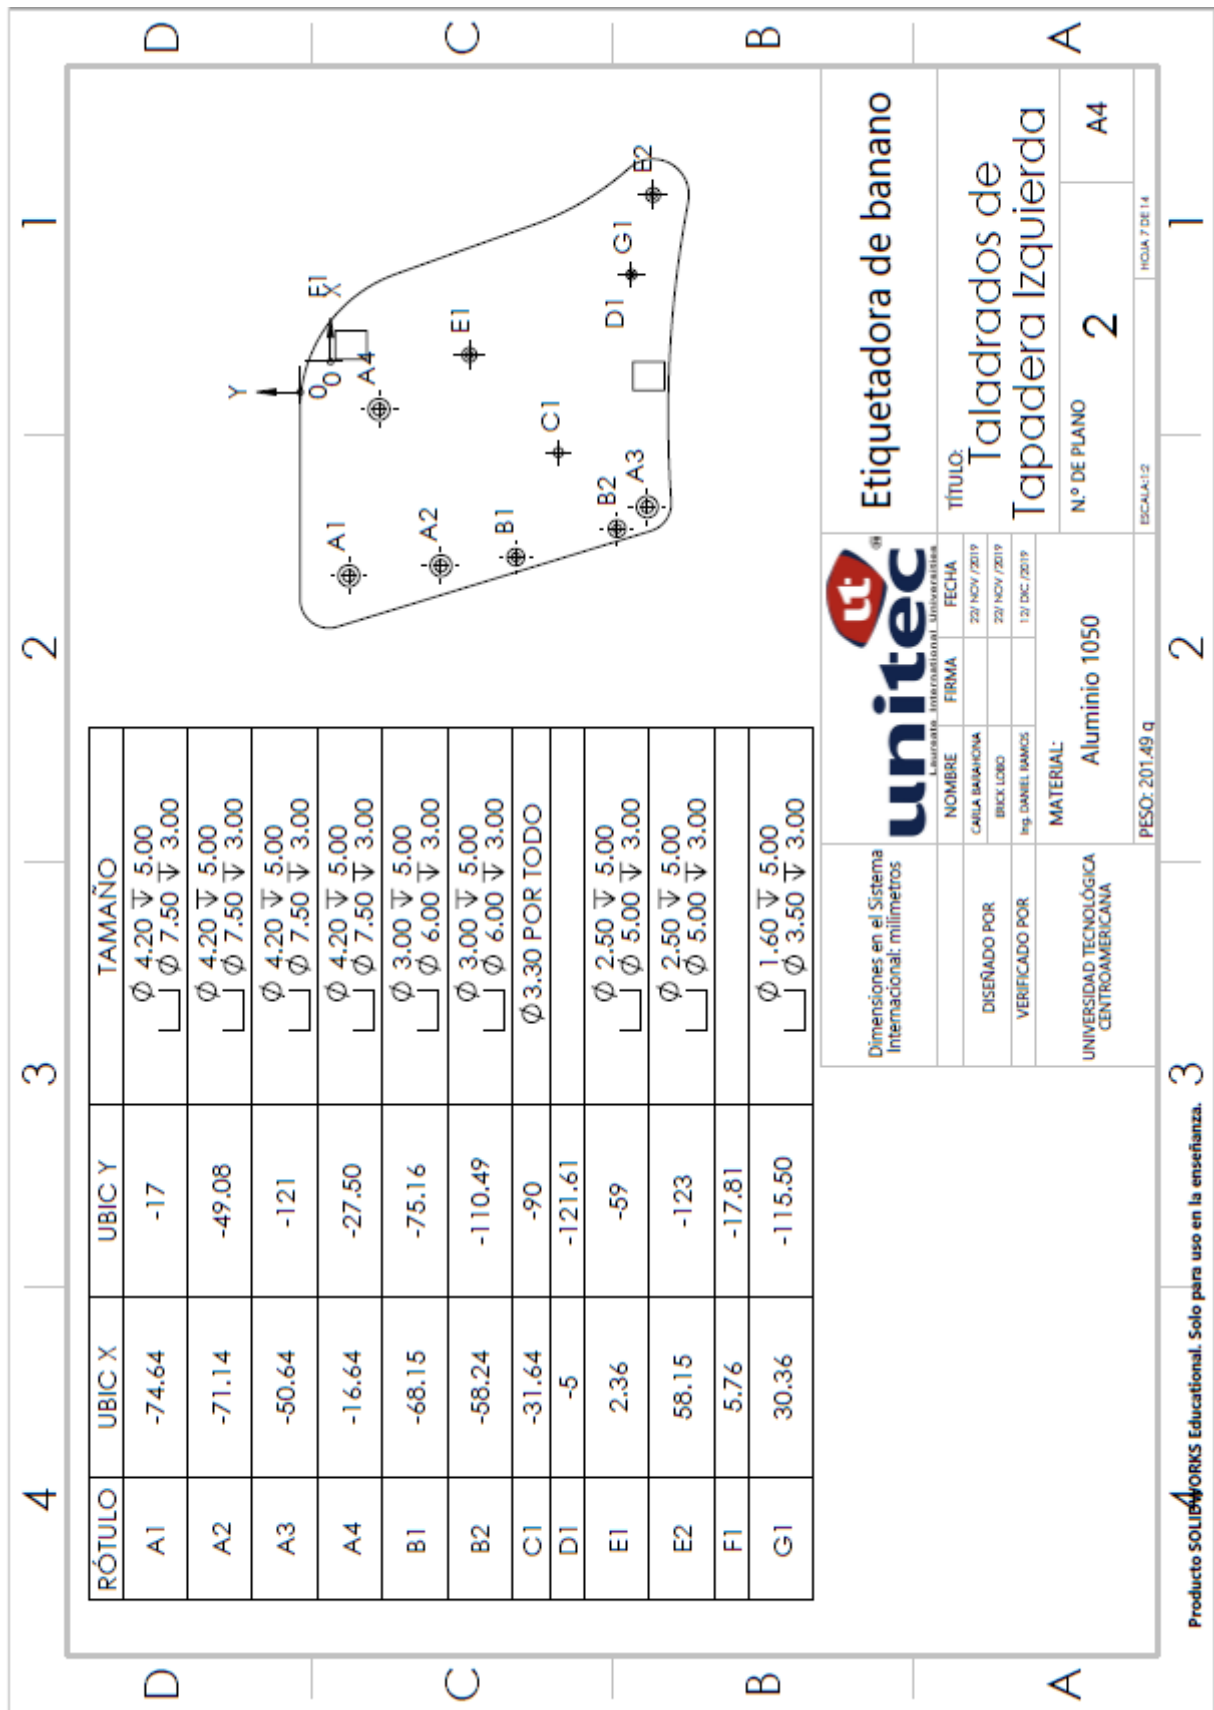 4 3 2 1
D
C
B
A
RÓTULO UBIC X UBIC Y TAMAÑO
A1 -74.64 -17 ⌀ 4.20 ↧ 5.00
⌴ ⌀ 7.50 ↧ 3.00
A2 -71.14 -49.08 ⌀ 4.20 ↧ 5.00
⌴ ⌀ 7.50 ↧ 3.00
A3 -50.64 -121 ⌀ 4.20 ↧ 5.00
⌴ ⌀ 7.50 ↧ 3.00
A4 -16.64 -27.50 ⌀ 4.20 ↧ 5.00
⌴ ⌀ 7.50 ↧ 3.00
B1 -68.15 -75.16 ⌀ 3.00 ↧ 5.00
⌴ ⌀ 6.00 ↧ 3.00
B2 -58.24 -110.49 ⌀ 3.00 ↧ 5.00
⌴ ⌀ 6.00 ↧ 3.00
C1 -31.64 -90 ⌀ 3.30 POR TODO
D1 -5 -121.61
E1 2.36 -59 ⌀ 2.50 ↧ 5.00
⌴ ⌀ 5.00 ↧ 3.00
E2 58.15 -123 ⌀ 2.50 ↧ 5.00
⌴ ⌀ 5.00 ↧ 3.00
F1 5.76 -17.81
G1 30.36 -115.50 ⌀ 1.60 ↧ 5.00
⌴ ⌀ 3.50 ↧ 3.00
Y
0
0
F1
X
A1
A4
A2
E1
B1
C1
B2
A3
D1
G1
E2
D
C
B
A
Dimensiones en el Sistema
Internacional: milimetros
unitec ut ®
Laureate International Universities
Etiquetadora de banano
NOMBRE FIRMA FECHA
DISEÑADO POR
CARLA BARAHONA 22/ NOV /2019
ERICK LOBO 22/ NOV /2019
VERIFICADO POR Ing. DANIEL RAMOS 12/ DIC /2019
TÍTULO:
Taladrados de
Tapadera Izquierda
UNIVERSIDAD TECNOLÓGICA
CENTROAMERICANA
MATERIAL:
Aluminio 1050
N.º DE PLANO
2
A4
PESO: 201.49 g
ESCALA:1:2
HOJA 7 DE 14
4 3 2 1
Producto SOLIDWORKS Educational. Solo para uso en la enseñanza.